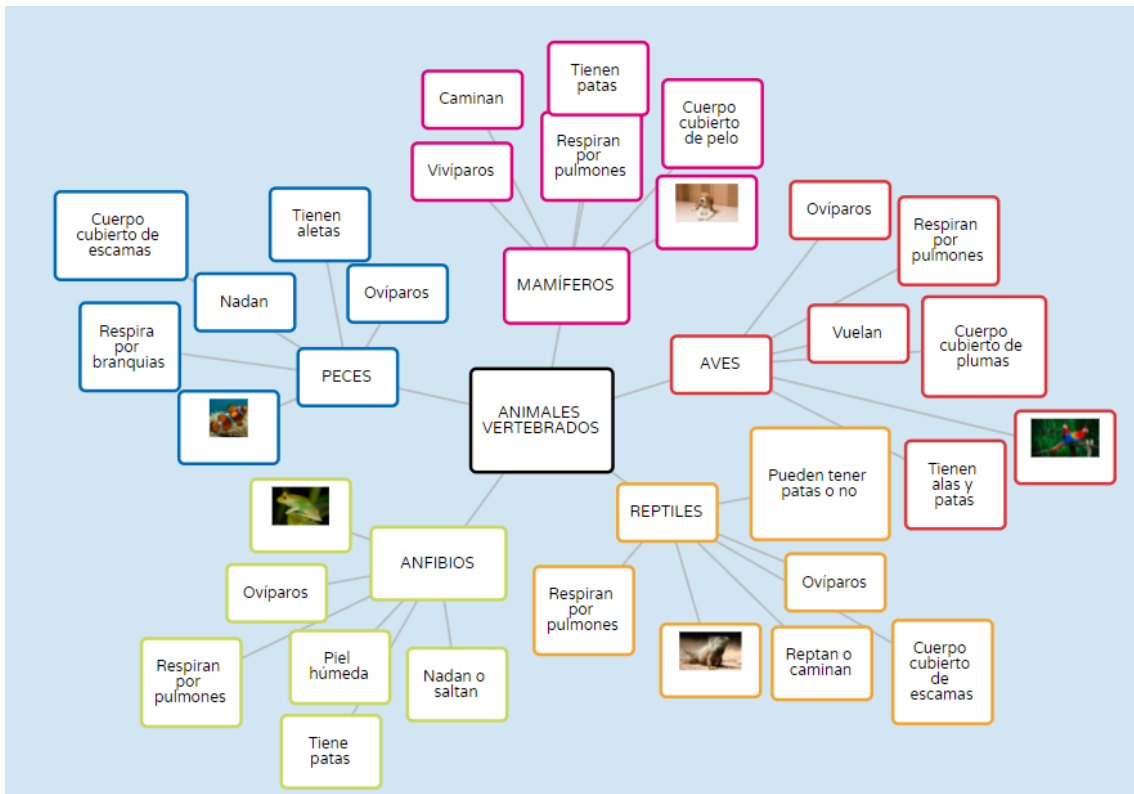 Tienen
patas
Caminan
Cuerpo
cubierto
de pelo
Respiran
por
pulmones
Vivíparos
MAMÍFEROS
Cuerpo
cubierto de
escamas
Tienen
aletas
Nadan
Ovíparos
Respira
por
branquias
PECES
Ovíparos
Respiran
por
pulmones
Vuelan
Cuerpo
cubierto de
plumas
AVES
Tienen
alas y
patas
ANIMALES
VERTEBRADOS
Pueden tener
patas o no
REPTILES
Ovíparos
Respiran
por
pulmones
Reptan o
caminan
Cuerpo
cubierto
de
escamas
ANFIBIOS
Ovíparos
Respiran
por
pulmones
Piel
húmeda
Nadan o
saltan
Tiene
patas